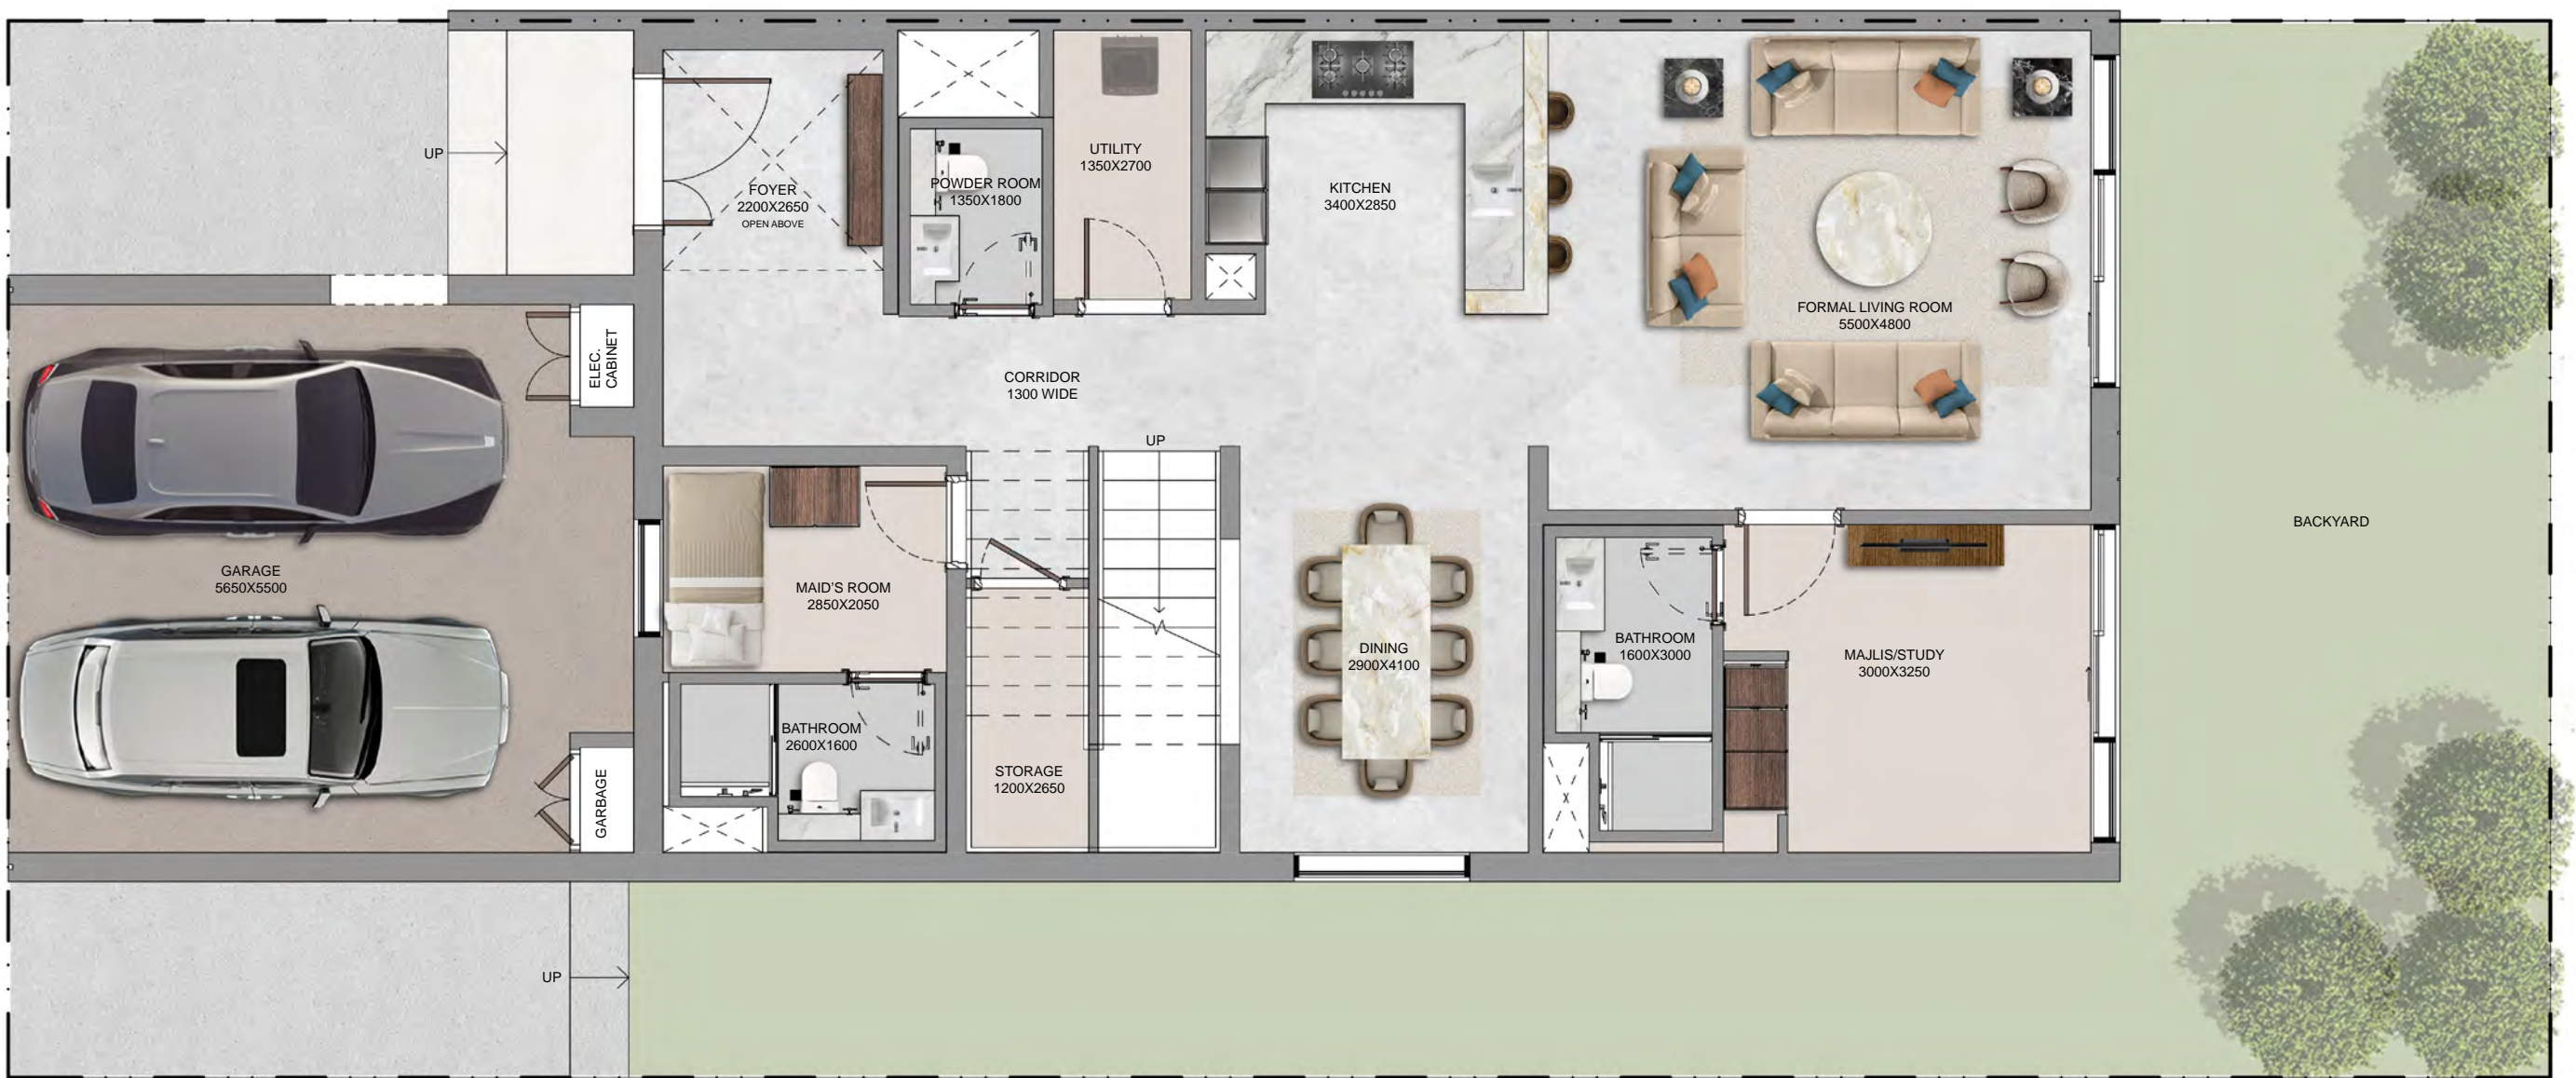 UP
FOYER
2200X2650
OPEN ABOVE
POWDER ROOM
1350X1800
UTILITY
1350X2700
KITCHEN
3400X2850
FORMAL LIVING ROOM
5500X4800
ELEC.
CABINET
CORRIDOR
1300 WIDE
UP
BACKYARD
GARAGE
5650X5500
MAID'S ROOM
2850X2050
DINING
2900X4100
BATHROOM
1600X3000
MAJLIS/STUDY
3000X3250
BATHROOM
2600X1600
STORAGE
1200X2650
GARBAGE
UP